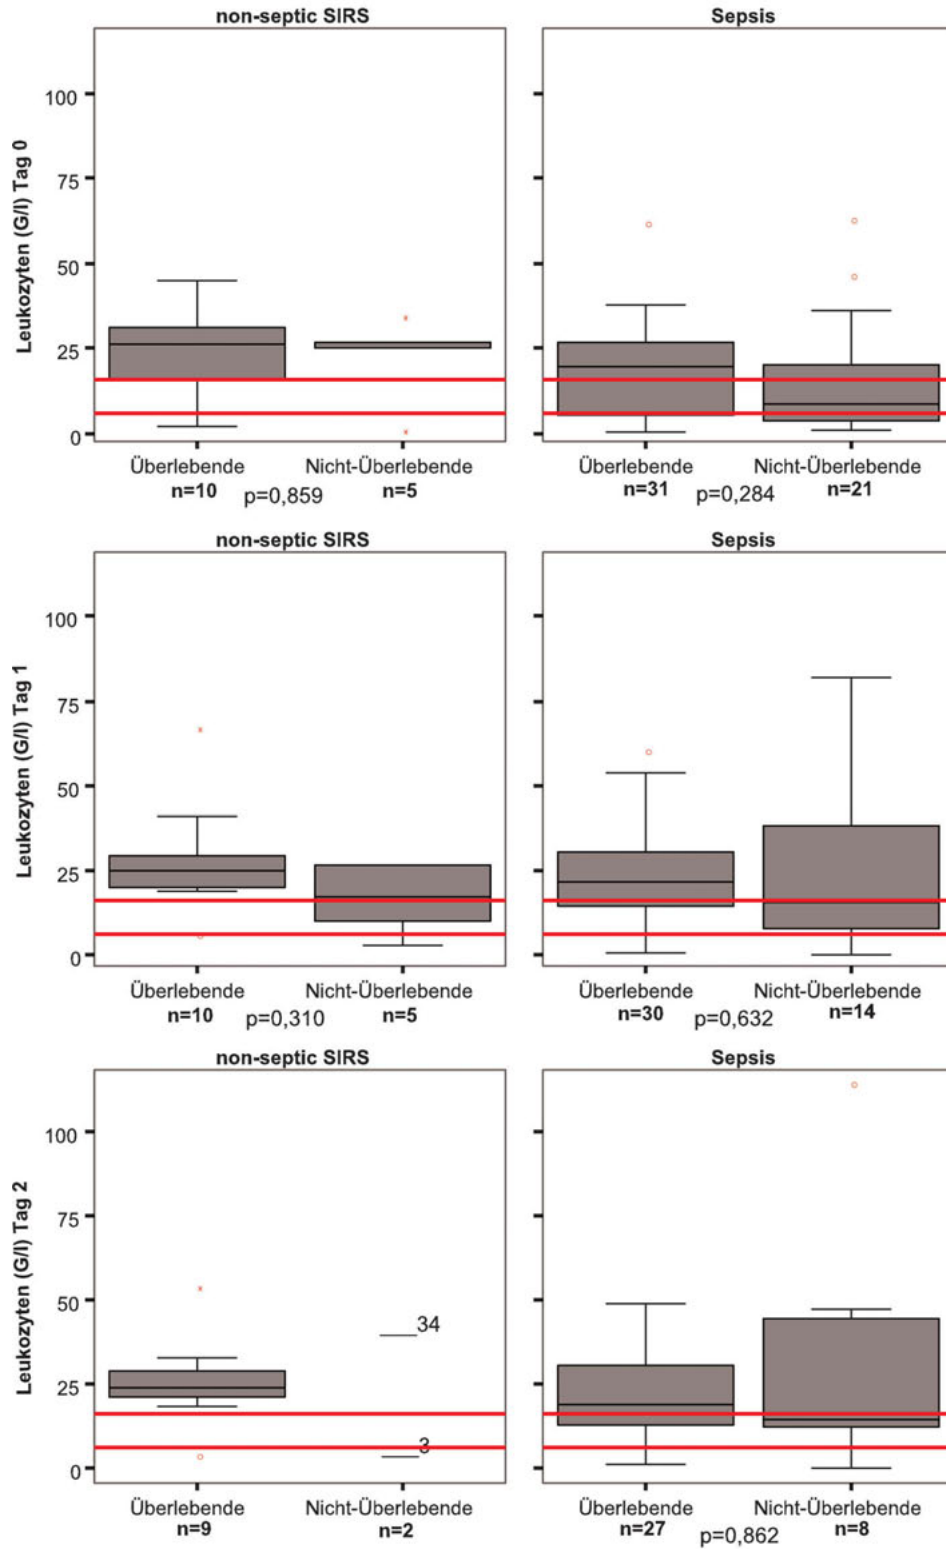 non-septic SIRS
Sepsis
Leukozyten (G/l) Tag 0
100
75
50
25
0
Überlebende
n=10
p=0,859
Nicht-Überlebende
n=5
Überlebende
n=31
p=0,284
Nicht-Überlebende
n=21
non-septic SIRS
Sepsis
Leukozyten (G/l) Tag 1
100
75
50
25
0
Überlebende
n=10
p=0,310
Nicht-Überlebende
n=5
Überlebende
n=30
p=0,632
Nicht-Überlebende
n=14
non-septic SIRS
Sepsis
Leukozyten (G/l) Tag 2
100
75
50
25
0
34
3
Überlebende
n=9
Nicht-Überlebende
n=2
Überlebende
n=27
p=0,862
Nicht-Überlebende
n=8